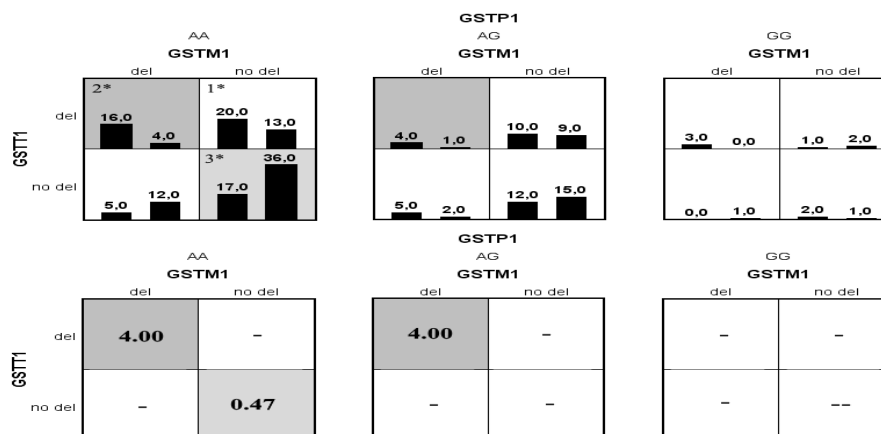 GSTP1
AA AG GG
GSTM1 GSTM1 GSTM1
del no del del no del del no del
2* 1*
del 16,0 4,0 20,0 13,0 4,0 1,0 10,0 9,0 3,0 0,0 1,0 2,0
GSTT1
3*
no del 5,0 12,0 17,0 36,0 5,0 2,0 12,0 15,0 0,0 1,0 2,0 1,0
GSTP1
AA AG GG
GSTM1 GSTM1 GSTM1
del no del del no del del no del
del 4.00 - 4.00 - - -
GSTT1
no del - 0.47 - - - --